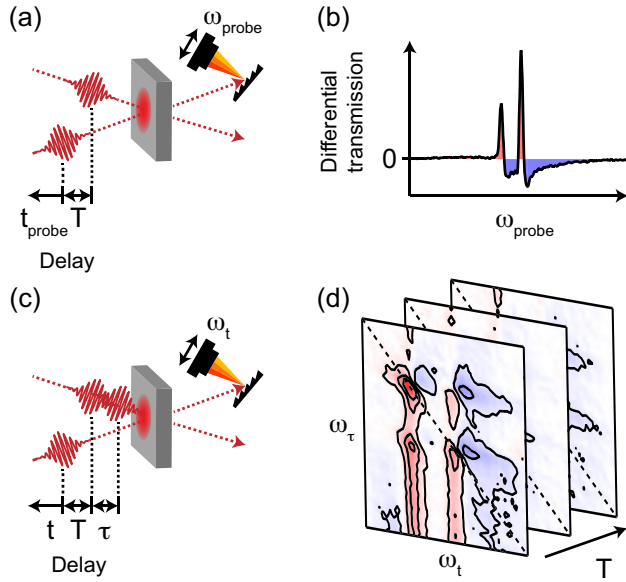 (a)
ω_probe
t_probe T
Delay
(b)
Differential
transmission
0
ω_probe
(c)
ω_t
t T τ
Delay
(d)
ω_τ
ω_t
T